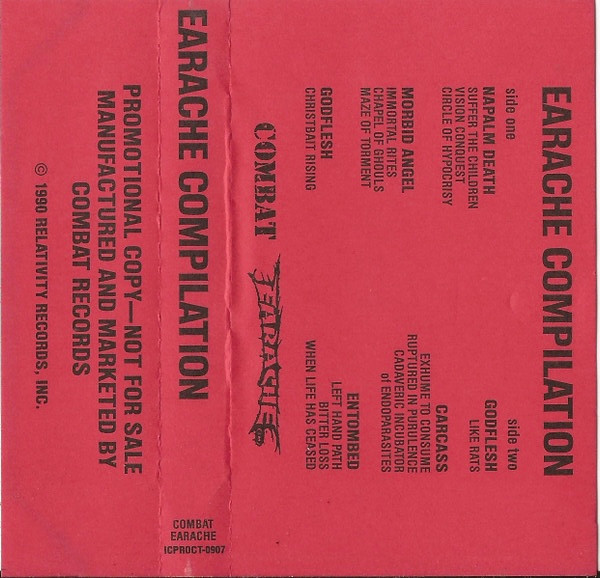 EARACHE COMPILATION
side one
NAPALM DEATH
SUFFER THE CHILDREN
VISION CONQUEST
CIRCLE OF HYPOCRISY
MORBID ANGEL
IMMORTAL RITES
CHAPEL OF GHOULS
MAZE OF TORMENT
GODFLESH
CHRISTBAIT RISING
side two
GODFLESH
LIKE RATS
CARCASS
EXHUME TO CONSUME
RUPTURED IN PURULENCE
CADAVERIC INCUBATOR
of ENDOPARASITES
ENTOMBED
LEFT HAND PATH
BITTER LOSS
WHEN LIFE HAS CEASED
COMBAT EARACHE
EARACHE COMPILATION
COMBAT
EARACHE
ICPROCT-0907
PROMOTIONAL COPY—NOT FOR SALE
MANUFACTURED AND MARKETED BY
COMBAT RECORDS
© 1990 RELATIVITY RECORDS, INC.